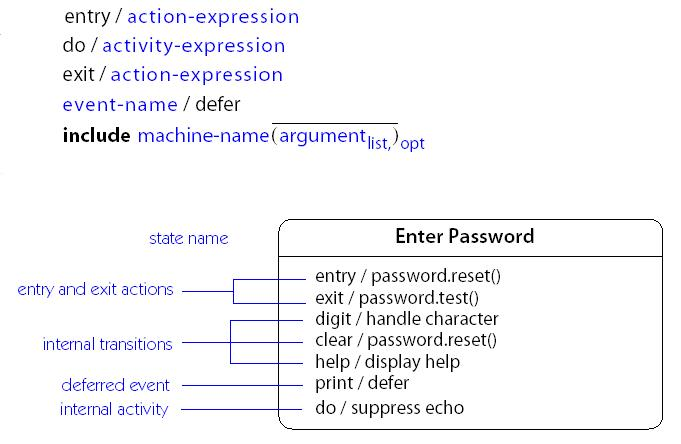 entry / action-expression
do / activity-expression
exit / action-expression
event-name / defer
include machine-name(argument list,) opt
state name
Enter Password
entry and exit actions
entry / password.reset()
exit / password.test()
internal transitions
digit / handle character
clear / password.reset()
help / display help
deferred event
print / defer
internal activity
do / suppress echo